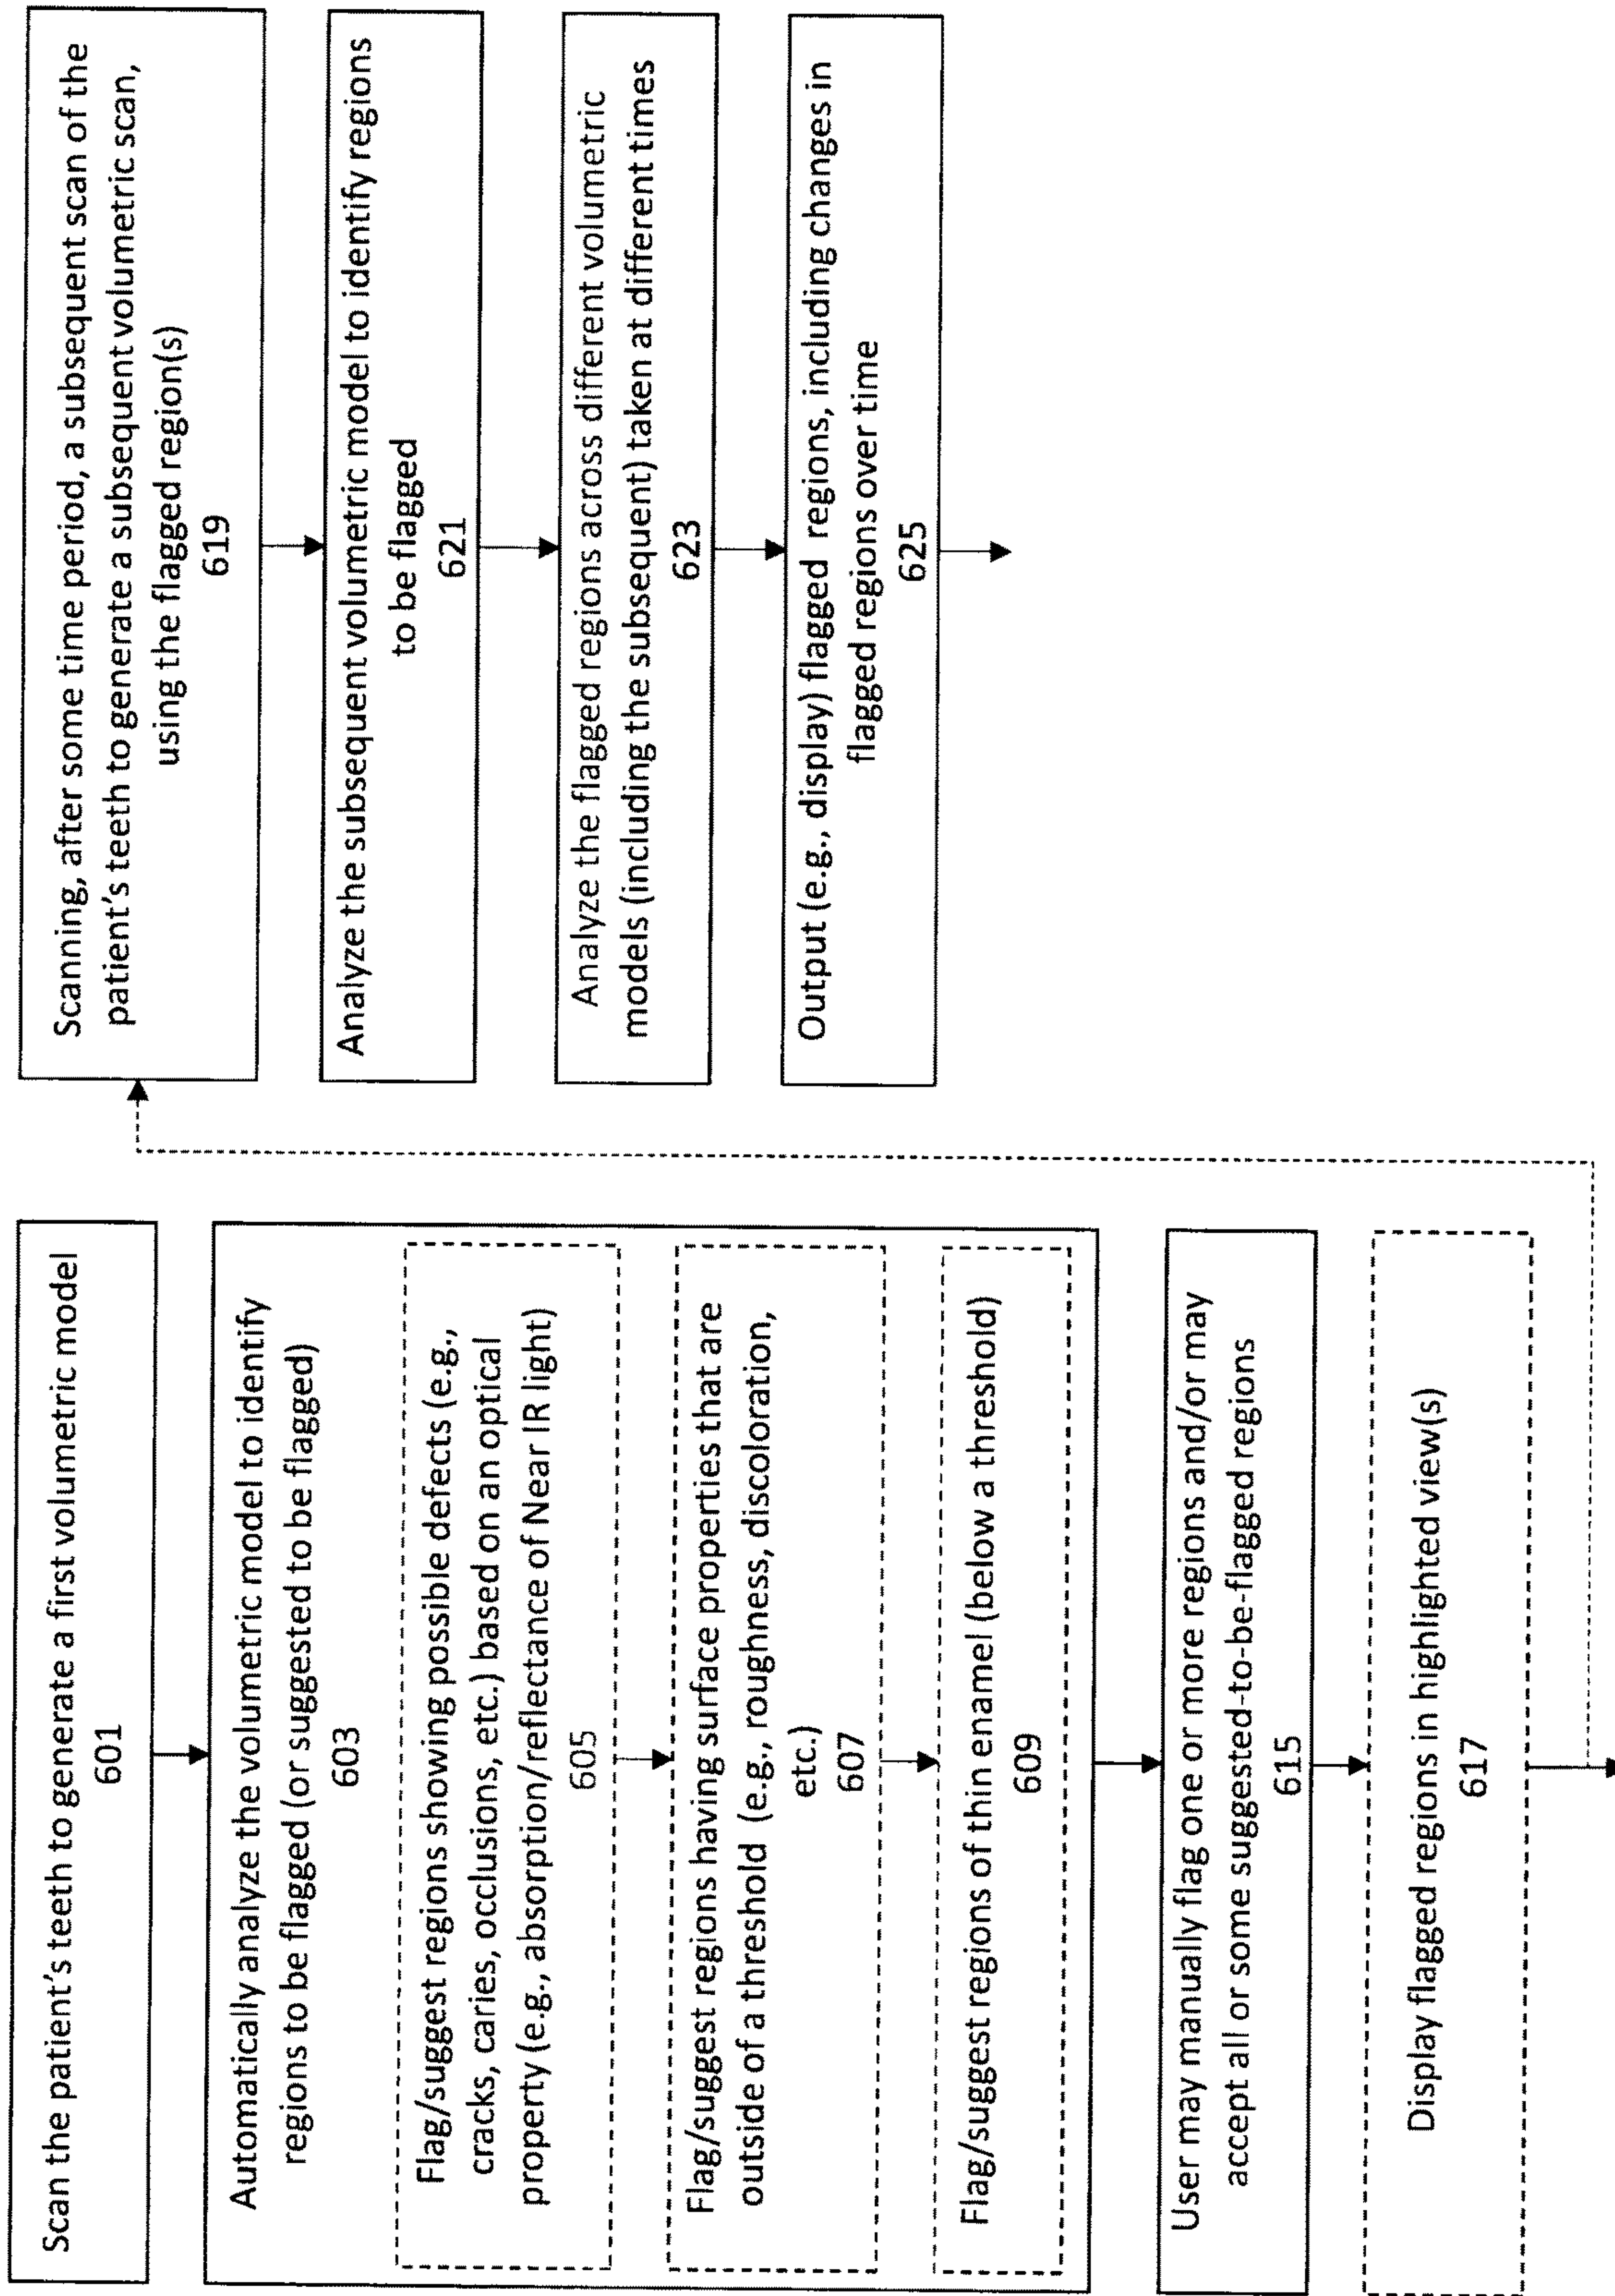 Scan the patient's teeth to generate a first volumetric model
601
Automatically analyze the volumetric model to identify
regions to be flagged (or suggested to be flagged)
603
Flag/suggest regions showing possible defects (e.g.,
cracks, caries, occlusions, etc.) based on an optical
property (e.g., absorption/reflectance of Near IR light)
605
Flag/suggest regions having surface properties that are
outside of a threshold (e.g., roughness, discoloration,
etc.)
607
Flag/suggest regions of thin enamel (below a threshold)
609
User may manually flag one or more regions and/or may
accept all or some suggested-to-be-flagged regions
615
Display flagged regions in highlighted view(s)
617
Scanning, after some time period, a subsequent scan of the
patient's teeth to generate a subsequent volumetric scan,
using the flagged region(s)
619
Analyze the subsequent volumetric model to identify regions
to be flagged
621
Analyze the flagged regions across different volumetric
models (including the subsequent) taken at different times
623
Output (e.g., display) flagged regions, including changes in
flagged regions over time
625